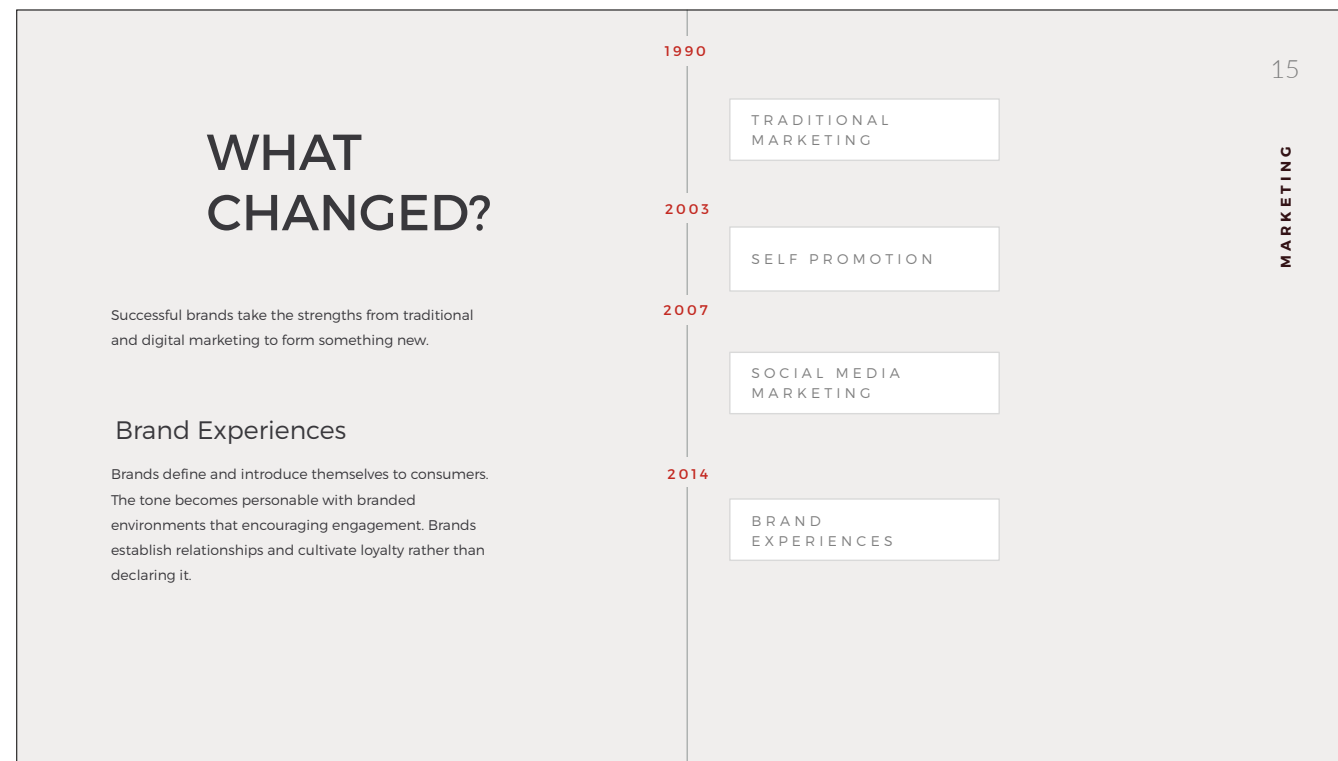 WHAT
CHANGED?
Successful brands take the strengths from traditional
and digital marketing to form something new.
Brand Experiences
Brands define and introduce themselves to consumers.
The tone becomes personable with branded
environments that encouraging engagement. Brands
establish relationships and cultivate loyalty rather than
declaring it.
1990
TRADITIONAL
MARKETING
2003
SELF PROMOTION
2007
SOCIAL MEDIA
MARKETING
2014
BRAND
EXPERIENCES
15
MARKETING